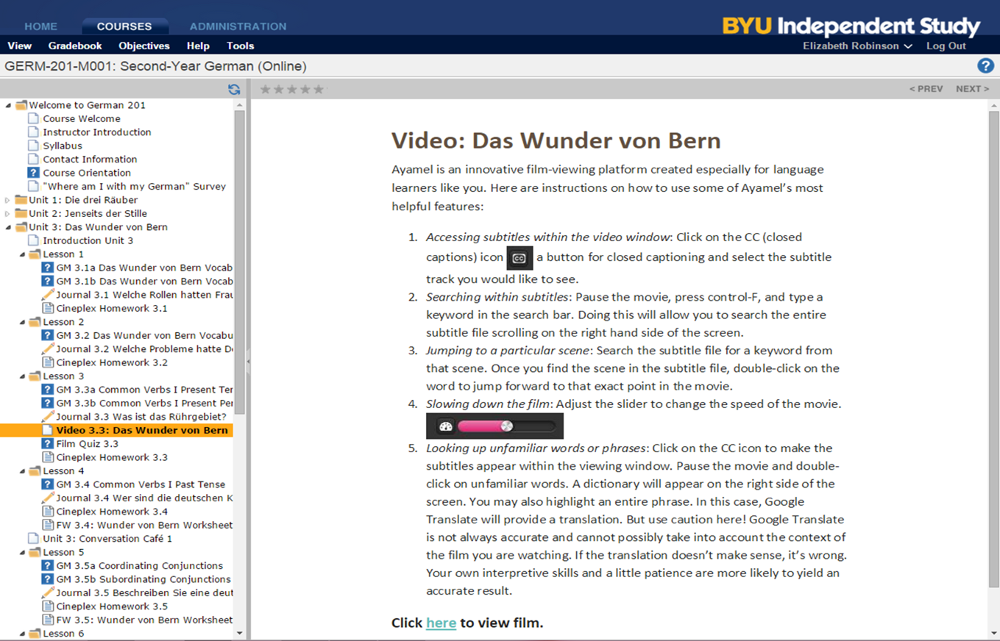 HOME
COURSES
ADMINISTRATION
BYU Independent Study
View Gradebook Objectives Help Tools
Elizabeth Robinson Log Out
GERM-201-M001: Second-Year German (Online)
?
< PREV NEXT >
Welcome to German 201
Course Welcome
Instructor Introduction
Syllabus
Contact Information
Course Orientation
"Where am I with my German" Survey
Unit 1: Die drei Räuber
Unit 2: Jenseits der Stille
Unit 3: Das Wunder von Bern
Introduction Unit 3
Lesson 1
GM 3.1a Das Wunder von Bern Vocab
GM 3.1b Das Wunder von Bern Vocab
Journal 3.1 Welche Rollen hatten Frau
Cineplex Homework 3.1
Lesson 2
GM 3.2 Das Wunder von Bern Vocabu
Journal 3.2 Welche Probleme hatte De
Cineplex Homework 3.2
Lesson 3
GM 3.3a Common Verbs I Present Ten
GM 3.3b Common Verbs I Present Per
Journal 3.3 Was ist das Rührgebiet?
Video 3.3: Das Wunder von Bern
Film Quiz 3.3
Cineplex Homework 3.3
Lesson 4
GM 3.4 Common Verbs I Past Tense
Journal 3.4 Wer sind die deutschen K
Cineplex Homework 3.4
FW 3.4: Wunder von Bern Worksheet
Unit 3: Conversation Café 1
Lesson 5
GM 3.5a Coordinating Conjunctions
GM 3.5b Subordinating Conjunctions
Journal 3.5 Beschreiben Sie eine deut
Cineplex Homework 3.5
FW 3.5: Wunder von Bern Worksheet
Lesson 6
Video: Das Wunder von Bern
Ayamel is an innovative film-viewing platform created especially for language
learners like you. Here are instructions on how to use some of Ayamel's most
helpful features:
1. Accessing subtitles within the video window: Click on the CC (closed
captions) icon CC a button for closed captioning and select the subtitle
track you would like to see.
2. Searching within subtitles: Pause the movie, press control-F, and type a
keyword in the search bar. Doing this will allow you to search the entire
subtitle file scrolling on the right hand side of the screen.
3. Jumping to a particular scene: Search the subtitle file for a keyword from
that scene. Once you find the scene in the subtitle file, double-click on the
word to jump forward to that exact point in the movie.
4. Slowing down the film: Adjust the slider to change the speed of the movie.
5. Looking up unfamiliar words or phrases: Click on the CC icon to make the
subtitles appear within the viewing window. Pause the movie and double-
click on unfamiliar words. A dictionary will appear on the right side of the
screen. You may also highlight an entire phrase. In this case, Google
Translate will provide a translation. But use caution here! Google Translate
is not always accurate and cannot possibly take into account the context of
the film you are watching. If the translation doesn't make sense, it's wrong.
Your own interpretive skills and a little patience are more likely to yield an
accurate result.
Click here to view film.